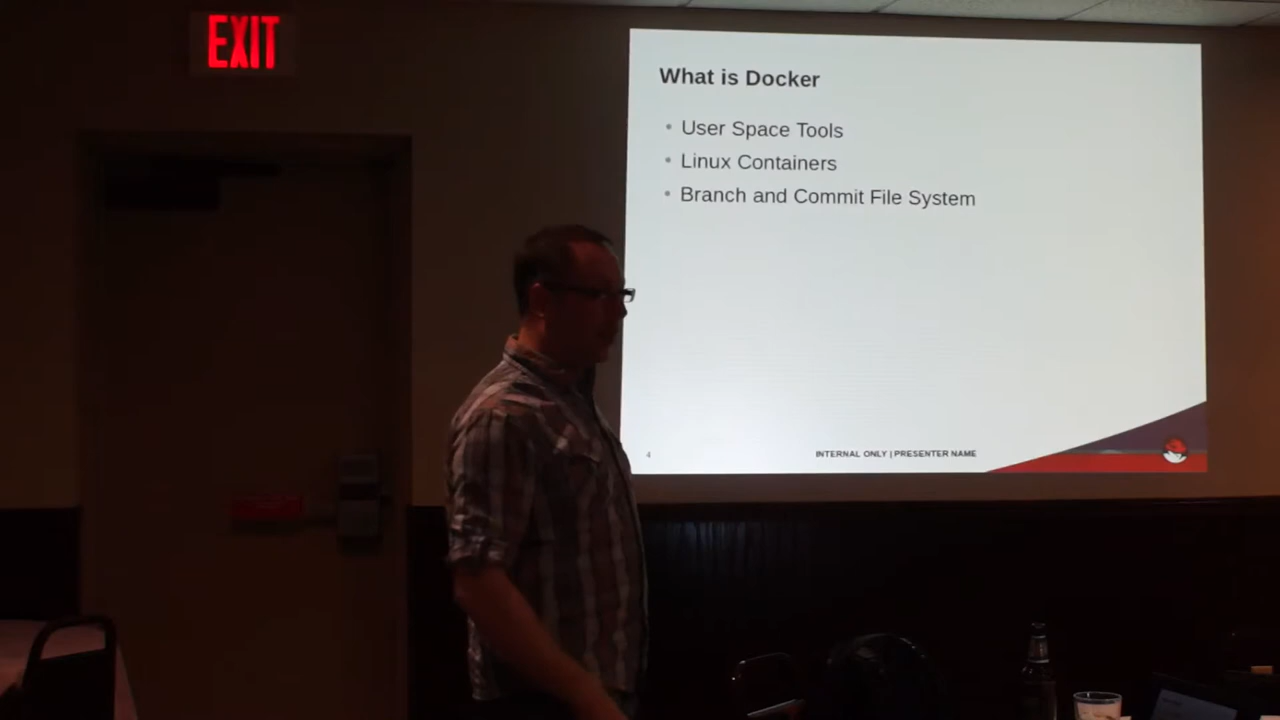 EXIT
What is Docker
• User Space Tools
• Linux Containers
• Branch and Commit File System
4
INTERNAL ONLY | PRESENTER NAME